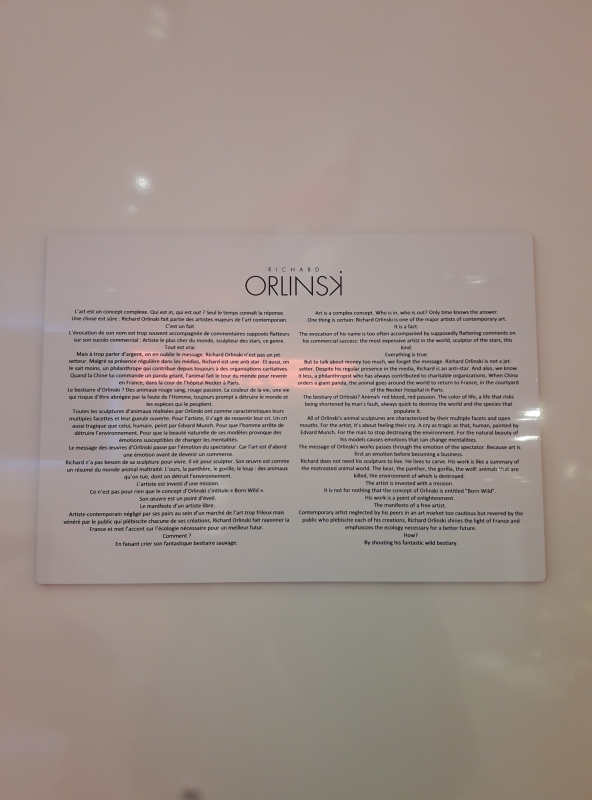 RICHARD
ORLINSKI
L'art est un concept complexe. Qui est in, qui est out ? Seul le temps connaît la réponse.
Une chose est sûre : Richard Orlinski fait partie des artistes majeurs de l'art contemporain.
C'est un fait.
L'évocation de son nom est trop souvent accompagnée de commentaires supposés flatteurs
sur son succès commercial : Artiste le plus cher du monde, sculpteur des stars, ce genre.
Tout est vrai.
Mais à trop parler d'argent, on en oublie le message. Richard Orlinski n'est pas un jet-
setteur. Malgré sa présence régulière dans les médias, Richard est une anti star. Et aussi, on
le sait moins, un philanthrope qui contribue depuis toujours à des organisations caritatives.
Quand la Chine lui commande un panda géant, l'animal fait le tour du monde pour revenir
en France, dans la cour de l'hôpital Necker à Paris.
Le bestiaire d'Orlinski ? Des animaux rouge sang, rouge passion. La couleur de la vie, une vie
qui risque d'être abrégée par la faute de l'Homme, toujours prompt à détruire le monde et
les espèces qui le peuplent.
Toutes les sculptures d'animaux réalisées par Orlinski ont comme caractéristiques leurs
multiples facettes et leur gueule ouverte. Pour l'artiste, il s'agit de ressentir leur cri. Un cri
aussi tragique que celui, humain, peint par Edvard Munch. Pour que l'homme arrête de
détruire l'environnement. Pour que la beauté naturelle de ses modèles provoque des
émotions susceptibles de changer les mentalités.
Le message des œuvres d'Orlinski passe par l'émotion du spectateur. Car l'art est d'abord
une émotion avant de devenir un commerce.
Richard n'a pas besoin de sa sculpture pour vivre. Il vit pour sculpter. Son œuvre est comme
un résumé du monde animal maltraité. L'ours, la panthère, le gorille, le loup : des animaux
qu'on tue, dont on détruit l'environnement.
L'artiste est investi d'une mission.
Ce n'est pas pour rien que le concept d'Orlinski s'intitule « Born Wild ».
Son œuvre est un point d'éveil.
Le manifeste d'un artiste libre.
Artiste contemporain négligé par ses pairs au sein d'un marché de l'art trop frileux mais
vénéré par le public qui plébiscite chacune de ses créations, Richard Orlinski fait rayonner la
France et met l'accent sur l'écologie nécessaire pour un meilleur futur.
Comment ?
En faisant crier son fantastique bestiaire sauvage.
Art is a complex concept. Who is in, who is out? Only time knows the answer.
One thing is certain: Richard Orlinski is one of the major artists of contemporary art.
It is a fact.
The evocation of his name is too often accompanied by supposedly flattering comments on
his commercial success: the most expensive artist in the world, sculptor of the stars, this
kind.
Everything is true.
But to talk about money too much, we forget the message. Richard Orlinski is not a jet-
setter. Despite his regular presence in the media, Richard is an anti-star. And also, we know
it less, a philanthropist who has always contributed to charitable organizations. When China
orders a giant panda, the animal goes around the world to return to France, in the courtyard
of the Necker Hospital in Paris.
The bestiary of Orlinski? Animals red blood, red passion. The color of life, a life that risks
being shortened by man's fault, always quick to destroy the world and the species that
populate it.
All of Orlinski's animal sculptures are characterized by their multiple facets and open
mouths. For the artist, it's about feeling their cry. A cry as tragic as that, human, painted by
Edvard Munch. For the man to stop destroying the environment. For the natural beauty of
his models causes emotions that can change mentalities.
The message of Orlinski's works passes through the emotion of the spectator. Because art is
first an emotion before becoming a business.
Richard does not need his sculpture to live. He lives to carve. His work is like a summary of
the mistreated animal world. The bear, the panther, the gorilla, the wolf: animals that are
killed, the environment of which is destroyed.
The artist is invested with a mission.
It is not for nothing that the concept of Orlinski is entitled "Born Wild".
His work is a point of enlightenment.
The manifesto of a free artist.
Contemporary artist neglected by his peers in an art market too cautious but revered by the
public who plebiscite each of his creations, Richard Orlinski shines the light of France and
emphasizes the ecology necessary for a better future.
How?
By shouting his fantastic wild bestiary.